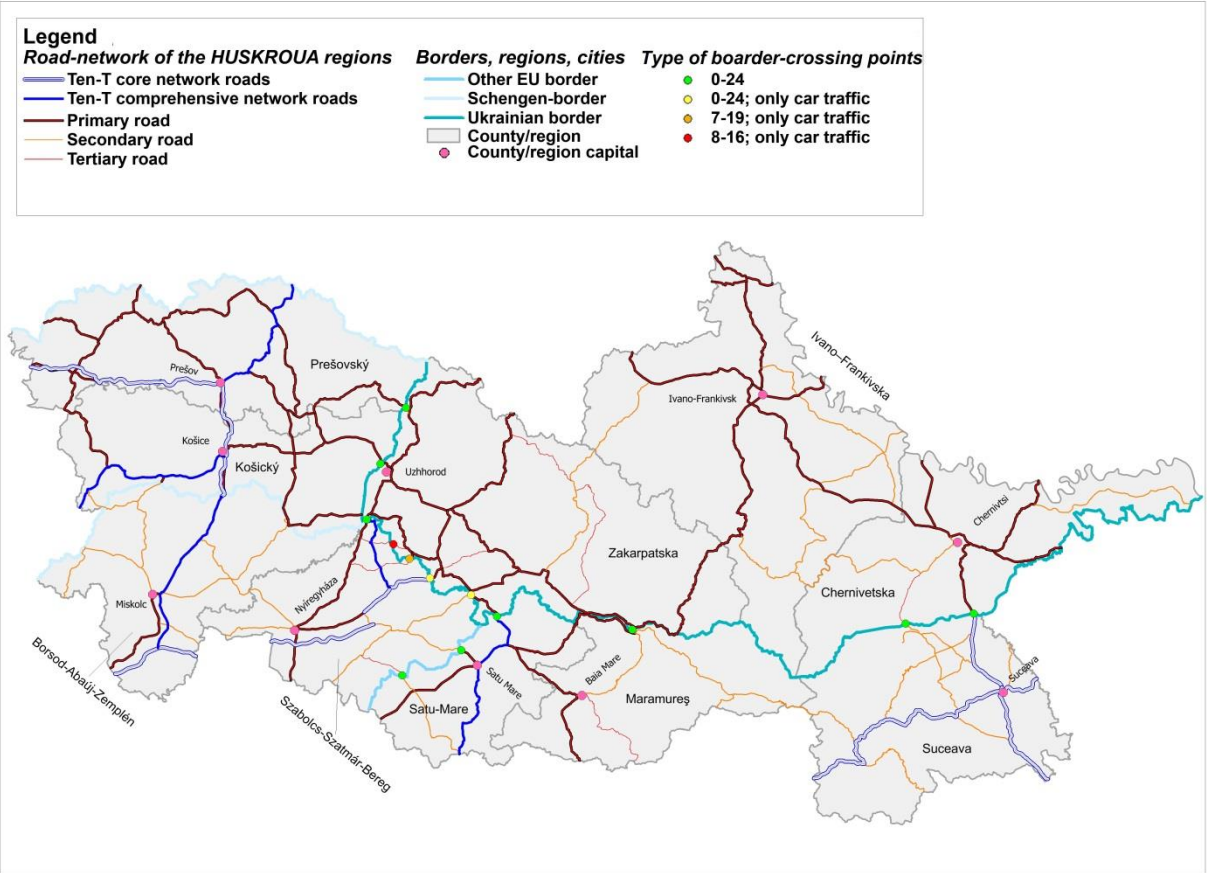 Legend
Road-network of the HUSKROUA regions
Ten-T core network roads
Ten-T comprehensive network roads
Primary road
Secondary road
Tertiary road
Borders, regions, cities
Other EU border
Schengen-border
Ukrainian border
County/region
County/region capital
Type of boarder-crossing points
0-24
0-24; only car traffic
7-19; only car traffic
8-16; only car traffic
Ivano–Frankivska
Prešovský
Prešov
Ivano-Frankivsk
Košice
Košický
Uzhhorod
Chernivtsi
Zakarpatska
Chernivetska
Nyíregyháza
Miskolc
Borsod-Abaúj-Zemplén
Szabolcs-Szatmár-Bereg
Satu Mare
Satu-Mare
Baia Mare
Maramureş
Suceava
Suceava